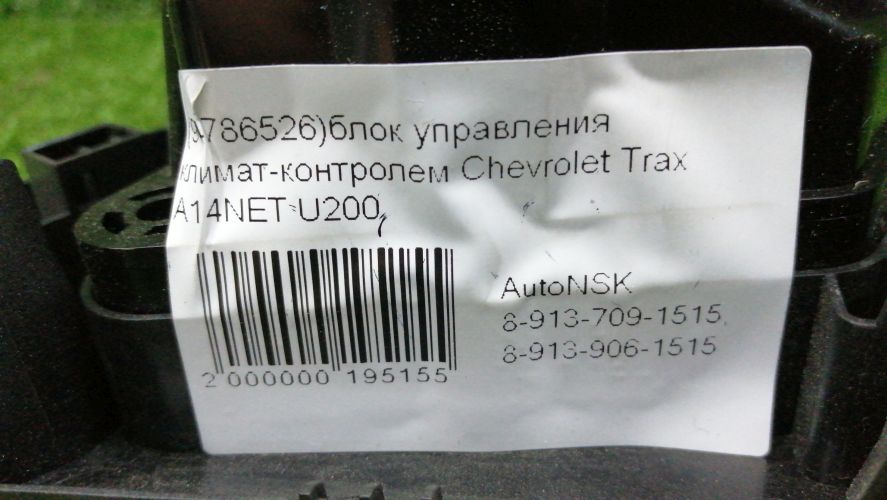 (9786526)блок управления
климат-контролем Chevrolet Trax
A14NET U200,
AutoNSK
8-913-709-1515,
8-913-906-1515
2 000000 195155